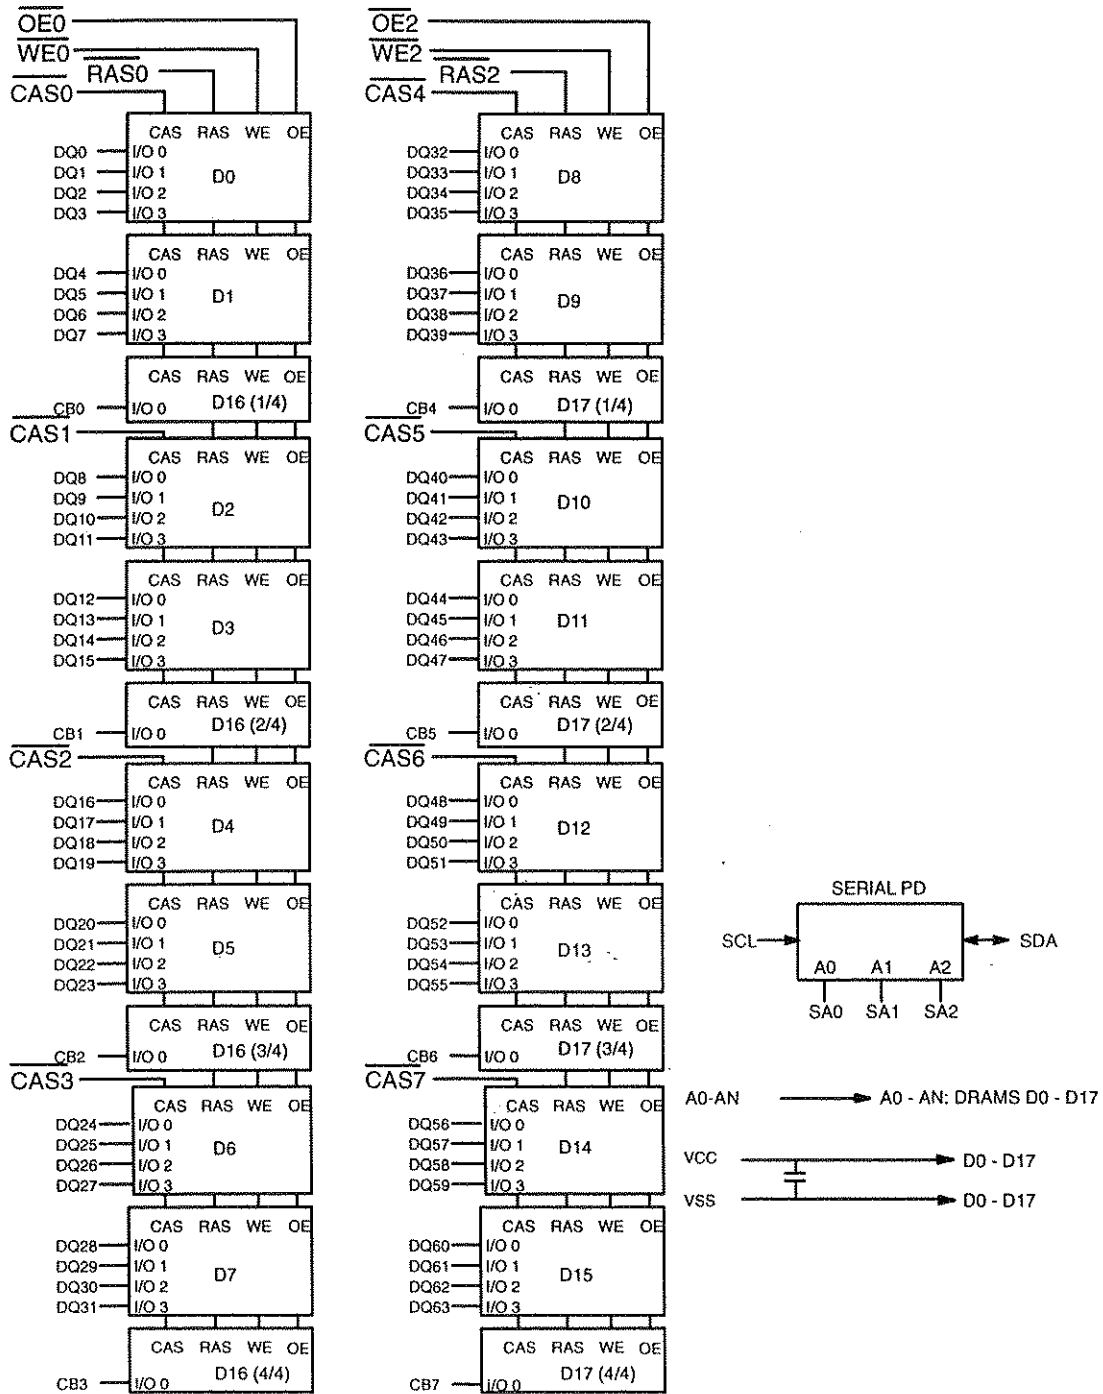 OE0
WE0
RAS0
CAS0
CAS RAS WE OE
DQ0 I/O 0
DQ1 I/O 1
D0
DQ2 I/O 2
DQ3 I/O 3
CAS RAS WE OE
DQ4 I/O 0
DQ5 I/O 1
D1
DQ6 I/O 2
DQ7 I/O 3
CAS RAS WE OE
D16 (1/4)
CB0 I/O 0
CAS1
CAS RAS WE OE
DQ8 I/O 0
DQ9 I/O 1
D2
DQ10 I/O 2
DQ11 I/O 3
CAS RAS WE OE
DQ12 I/O 0
DQ13 I/O 1
D3
DQ14 I/O 2
DQ15 I/O 3
CAS RAS WE OE
D16 (2/4)
CB1 I/O 0
CAS2
CAS RAS WE OE
DQ16 I/O 0
DQ17 I/O 1
D4
DQ18 I/O 2
DQ19 I/O 3
CAS RAS WE OE
DQ20 I/O 0
DQ21 I/O 1
D5
DQ22 I/O 2
DQ23 I/O 3
CAS RAS WE OE
D16 (3/4)
CB2 I/O 0
CAS3
CAS RAS WE OE
DQ24 I/O 0
DQ25 I/O 1
D6
DQ26 I/O 2
DQ27 I/O 3
CAS RAS WE OE
DQ28 I/O 0
DQ29 I/O 1
D7
DQ30 I/O 2
DQ31 I/O 3
CAS RAS WE OE
D16 (4/4)
CB3 I/O 0
OE2
WE2
RAS2
CAS4
CAS RAS WE OE
DQ32 I/O 0
DQ33 I/O 1
D8
DQ34 I/O 2
DQ35 I/O 3
CAS RAS WE OE
DQ36 I/O 0
DQ37 I/O 1
D9
DQ38 I/O 2
DQ39 I/O 3
CAS RAS WE OE
D17 (1/4)
CB4 I/O 0
CAS5
CAS RAS WE OE
DQ40 I/O 0
DQ41 I/O 1
D10
DQ42 I/O 2
DQ43 I/O 3
CAS RAS WE OE
DQ44 I/O 0
DQ45 I/O 1
D11
DQ46 I/O 2
DQ47 I/O 3
CAS RAS WE OE
D17 (2/4)
CB5 I/O 0
CAS6
CAS RAS WE OE
DQ48 I/O 0
DQ49 I/O 1
D12
DQ50 I/O 2
DQ51 I/O 3
CAS RAS WE OE
DQ52 I/O 0
DQ53 I/O 1
D13
DQ54 I/O 2
DQ55 I/O 3
CAS RAS WE OE
D17 (3/4)
CB6 I/O 0
CAS7
CAS RAS WE OE
DQ56 I/O 0
DQ57 I/O 1
D14
DQ58 I/O 2
DQ59 I/O 3
CAS RAS WE OE
DQ60 I/O 0
DQ61 I/O 1
D15
DQ62 I/O 2
DQ63 I/O 3
CAS RAS WE OE
D17 (4/4)
CB7 I/O 0
SERIAL PD
SCL SDA
A0 A1 A2
SA0 SA1 SA2
A0-AN A0 - AN: DRAMS D0 - D17
VCC D0 - D17
VSS D0 - D17